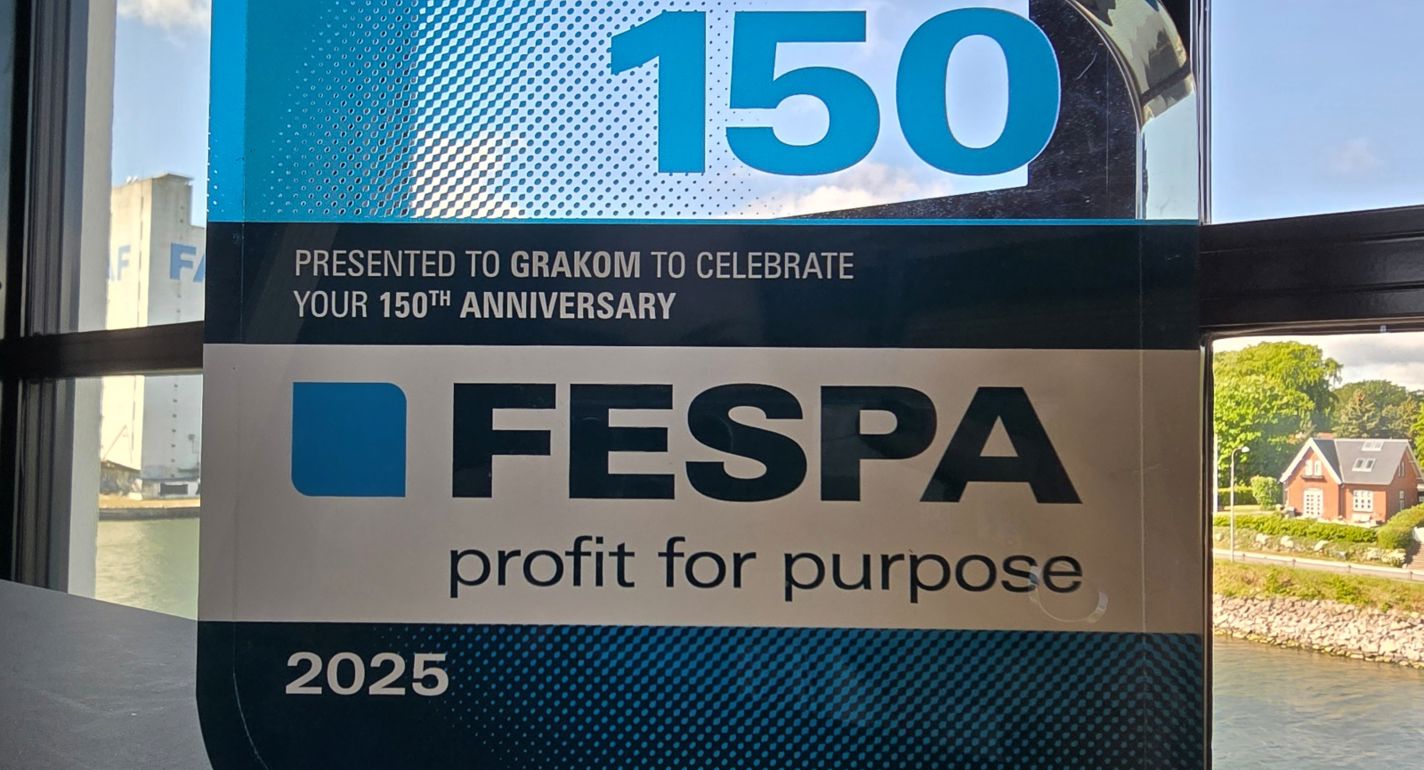 150
PRESENTED TO GRAKOM TO CELEBRATE
YOUR 150TH ANNIVERSARY
FESPA
profit for purpose
2025